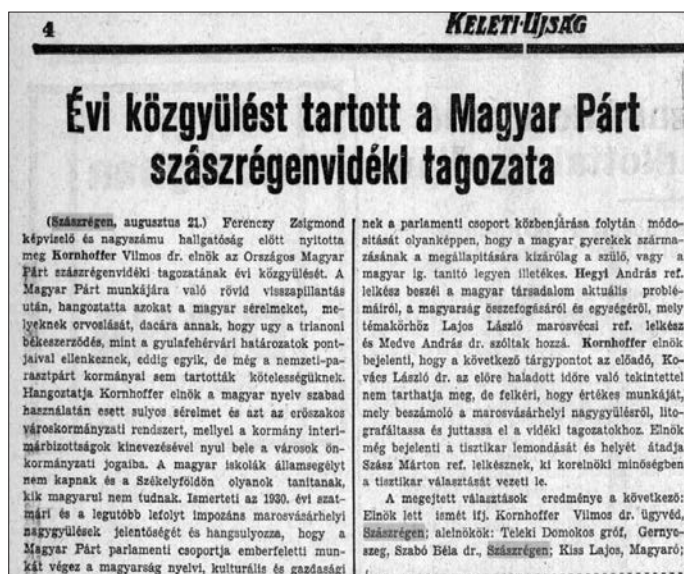 4
KELETI-UJSÁG
Évi közgyülést tartott a Magyar Párt
szászrégenvidéki tagozata
(Szászrégen, augusztus 21.) Ferenczy Zsigmond
képviselő és nagyszámu hallgatóság előtt nyitotta
meg Kornhoffer Vilmos dr. elnök az Országos Magyar
Párt szászrégenvidéki tagozatának évi közgyülését. A
Magyar Párt munkájára való rövid visszapillantás
után, hangoztatta azokat a magyar sérelmeket, me-
lyeknek orvoslását, dacára annak, hogy ugy a trianoni
békeszerződés, mint a gyulafehérvári határozatok pont-
jaival ellenkeznek, eddig egyik, de még a nemzeti-pa-
rasztpárt kormányai sem tartották kötelességüknek.
Hangoztatja Kornhoffer elnök a magyar nyelv szabad
használatán esett sulyos sérelmet és azt az erőszakos
városkormányzati rendszert, mellyel a kormány interi-
márbizottságok kinevezésével nyul bele a városok ön-
kormányzati jogaiba. A magyar iskolák államsegélyt
nem kapnak és a Székelyföldön olyanok tanitanak,
kik magyarul nem tudnak. Ismerteti az 1930. évi szat-
mári és a legutóbb lefolyt impozáns marosvásárhelyi
nagygyülések jelentőségét és hangsulyozza, hogy a
Magyar Párt parlamenti csoportja emberfeletti mun-
kát végez a magyarság nyelvi, kulturális és gazdasági
nek a parlamenti csoport közbenjárása folytán módo-
sitását olyanképpen, hogy a magyar gyerekek szárma-
zásának a megállapitására kizárólag a szülő, vagy a
magyar ig. tanitó legyen illetékes. Hegyi András ref.
lelkész beszél a magyar társadalom aktuális problé-
máiról, a magyarság összefogásáról és egységéről, mely
témakörhöz Lajos László marosvécsi ref. lelkész
és Medve András dr. szóltak hozzá. Kornhoffer elnök
bejelenti, hogy a következő tárgypontot az előadó, Ko-
vács László dr. az előre haladott időre való tekintettel
nem tarthatja meg, de felkéri, hogy értékes munkáját,
mely beszámoló a marosvásárhelyi nagygyülésről, lito-
grafáltassa és juttassa el a vidéki tagozatokhoz. Elnök
még bejelenti a tisztikar lemondását és helyét átadja
Szász Márton ref. lelkésznek, ki korelnöki minőségben
a tisztikar választását vezeti le.
A megejtett választások eredménye a következő:
Elnök lett ismét ifj. Kornhoffer Vilmos dr. ügyvéd,
Szászrégen; alelnökök: Teleki Domokos gróf, Gernye-
szeg, Szabó Béla dr., Szászrégen; Kiss Lajos, Magyaró;